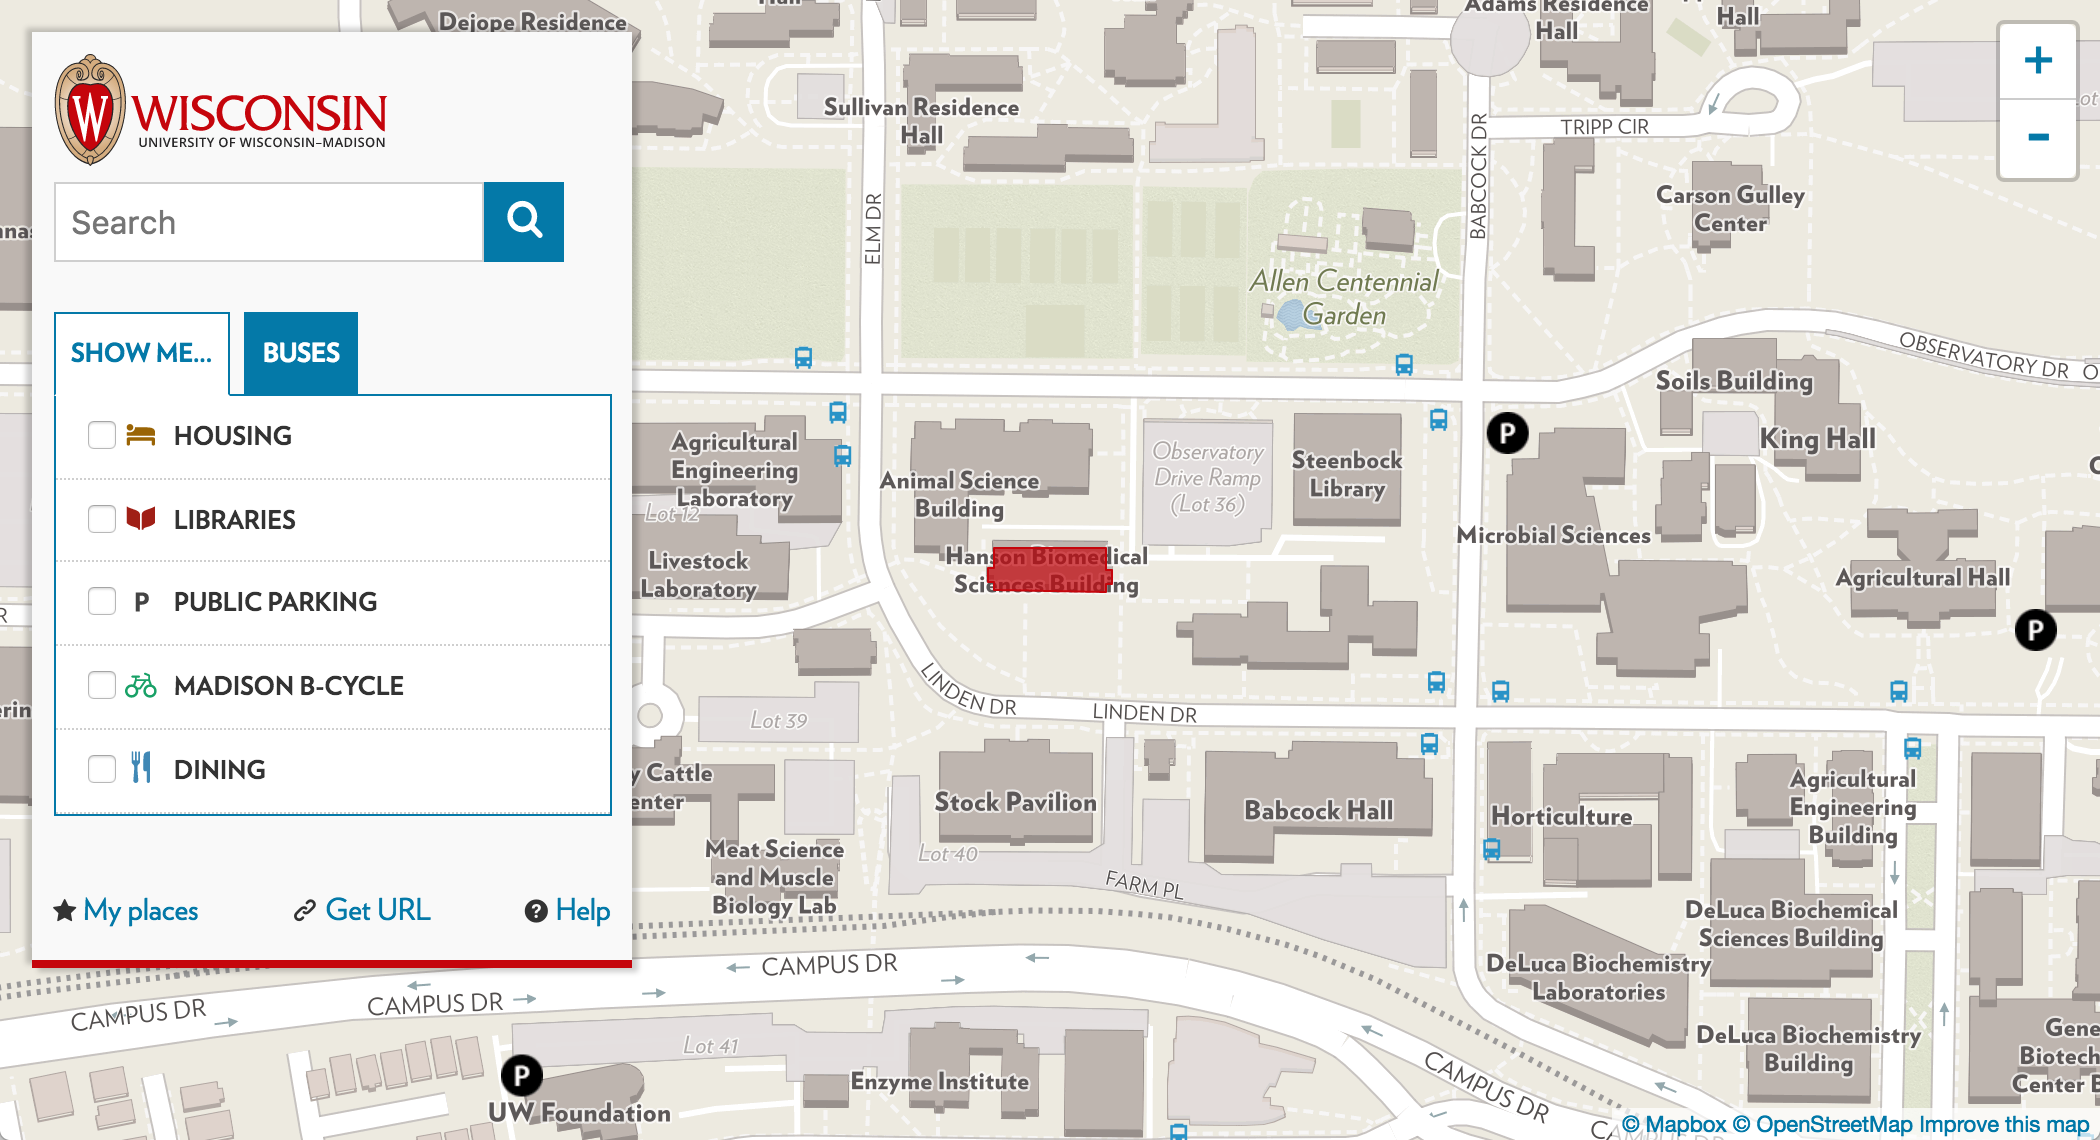 Dejope Residence
Hall
Adams Residence
Hall
Hall
W
WISCONSIN
UNIVERSITY OF WISCONSIN–MADISON
Search
SHOW ME...
BUSES
HOUSING
LIBRARIES
P
PUBLIC PARKING
MADISON B-CYCLE
DINING
My places
Get URL
Help
+
-
Sullivan Residence
Hall
ELM DR
BABCOCK DR
TRIPP CIR
Carson Gulley
Center
Allen Centennial
Garden
OBSERVATORY DR
Soils Building
King Hall
Agricultural
Engineering
Laboratory
Lot 12
Animal Science
Building
Observatory
Drive Ramp
(Lot 36)
Steenbock
Library
P
Microbial Sciences
Livestock
Laboratory
Hanson Biomedical
Sciences Building
Agricultural Hall
P
LINDEN DR
LINDEN DR
Lot 39
y Cattle
enter
Stock Pavilion
Babcock Hall
Horticulture
Agricultural
Engineering
Building
Meat Science
and Muscle
Biology Lab
Lot 40
FARM PL
DeLuca Biochemical
Sciences Building
DeLuca Biochemistry
Laboratories
CAMPUS DR
CAMPUS DR
CAMPUS DR
Lot 41
DeLuca Biochemistry
Building
Gene
Biotech
Center B
P
UW Foundation
Enzyme Institute
CAMPUS DR
© Mapbox © OpenStreetMap Improve this map